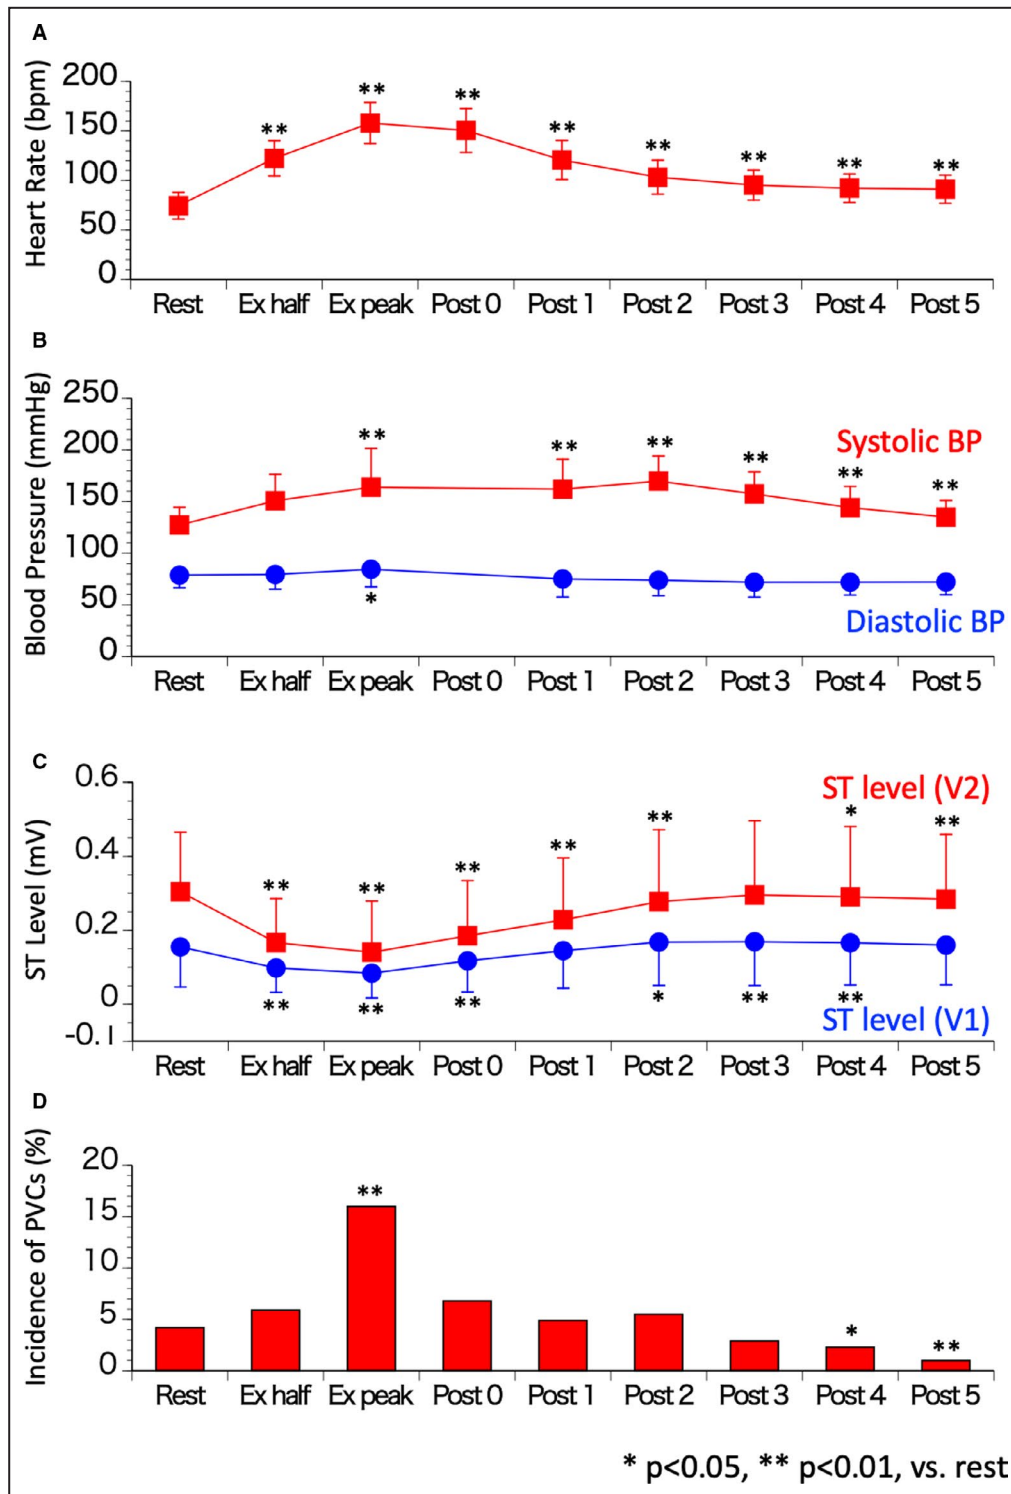 A
Heart Rate (bpm)
200
150
100
50
0
** ** ** ** ** ** ** **
Rest Ex half Ex peak Post 0 Post 1 Post 2 Post 3 Post 4 Post 5
B
Blood Pressure (mmHg)
250
200
150
100
50
0
** ** ** ** ** **
Systolic BP
*
Diastolic BP
Rest Ex half Ex peak Post 0 Post 1 Post 2 Post 3 Post 4 Post 5
C
ST Level (mV)
0.6
0.4
0.2
0
-0.1
ST level (V2)
** ** ** ** ** * **
** ** ** * ** **
ST level (V1)
Rest Ex half Ex peak Post 0 Post 1 Post 2 Post 3 Post 4 Post 5
D
Incidence of PVCs (%)
20
15
10
5
0
** * **
Rest Ex half Ex peak Post 0 Post 1 Post 2 Post 3 Post 4 Post 5
* p<0.05, ** p<0.01, vs. rest